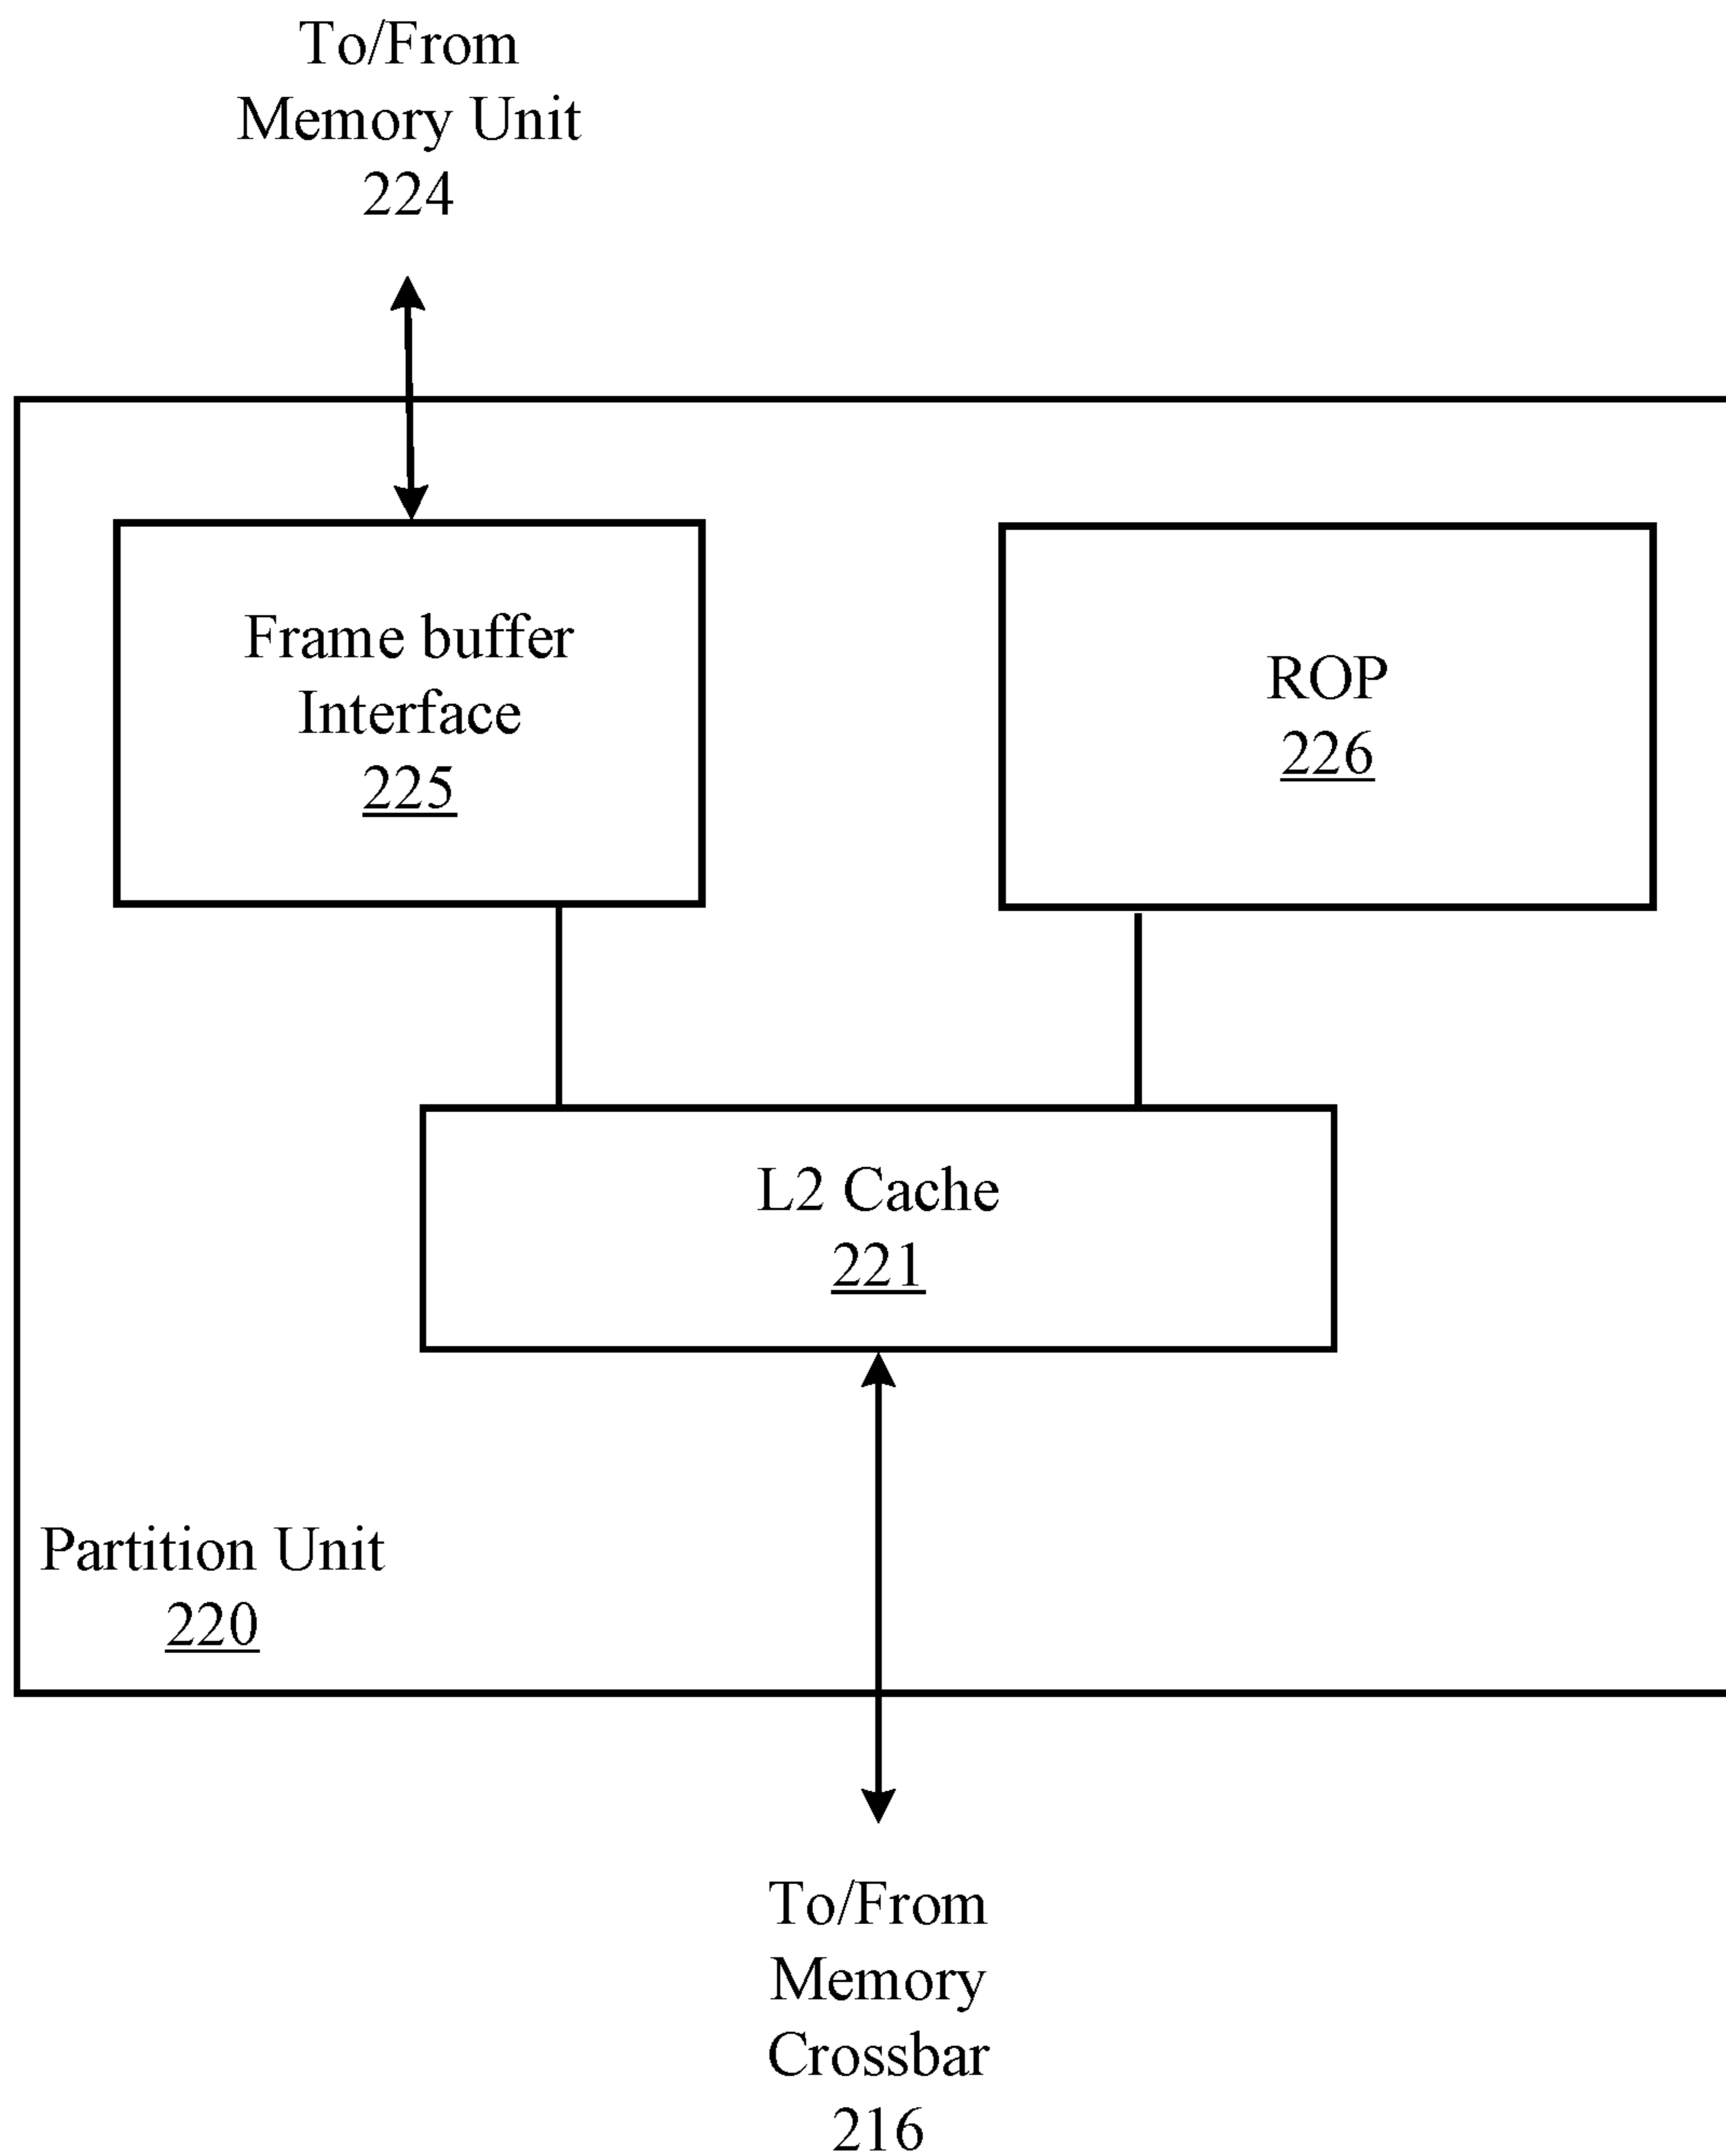 To/From
Memory Unit
224
Frame buffer
Interface
225
ROP
226
L2 Cache
221
Partition Unit
220
To/From
Memory
Crossbar
216